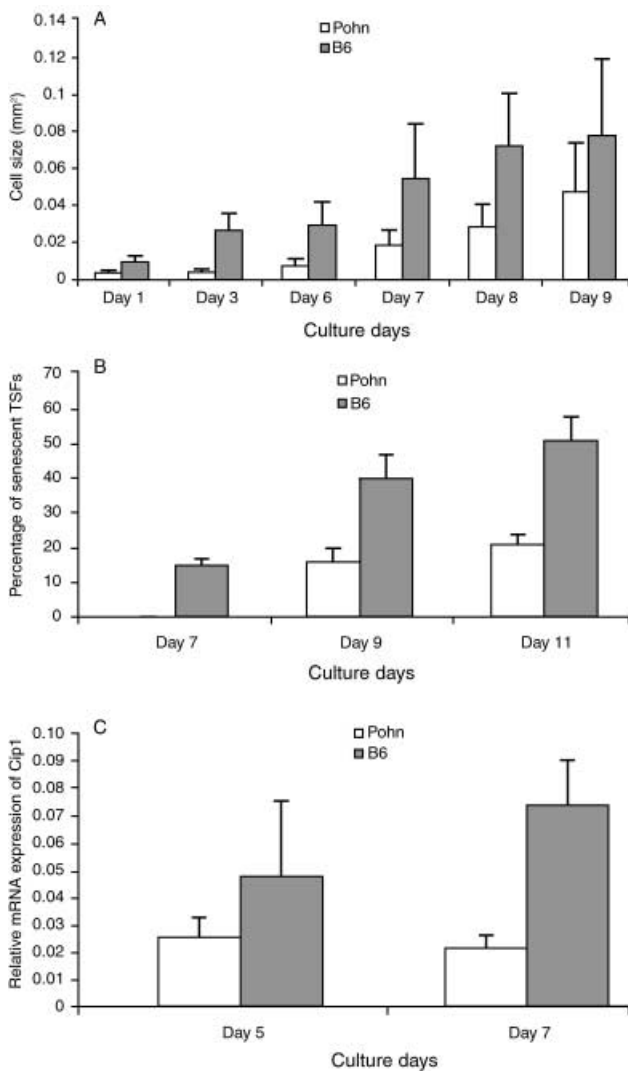 A
Pohn
B6
Cell size (mm²)
0.14
0.12
0.1
0.08
0.06
0.04
0.02
0
Day 1 Day 3 Day 6 Day 7 Day 8 Day 9
Culture days
B
Pohn
B6
Percentage of senescent TSFs
70
60
50
40
30
20
10
0
Day 7 Day 9 Day 11
Culture days
C
Pohn
B6
Relative mRNA expression of Cip1
0.10
0.09
0.08
0.07
0.06
0.05
0.04
0.03
0.02
0.01
0
Day 5 Day 7
Culture days